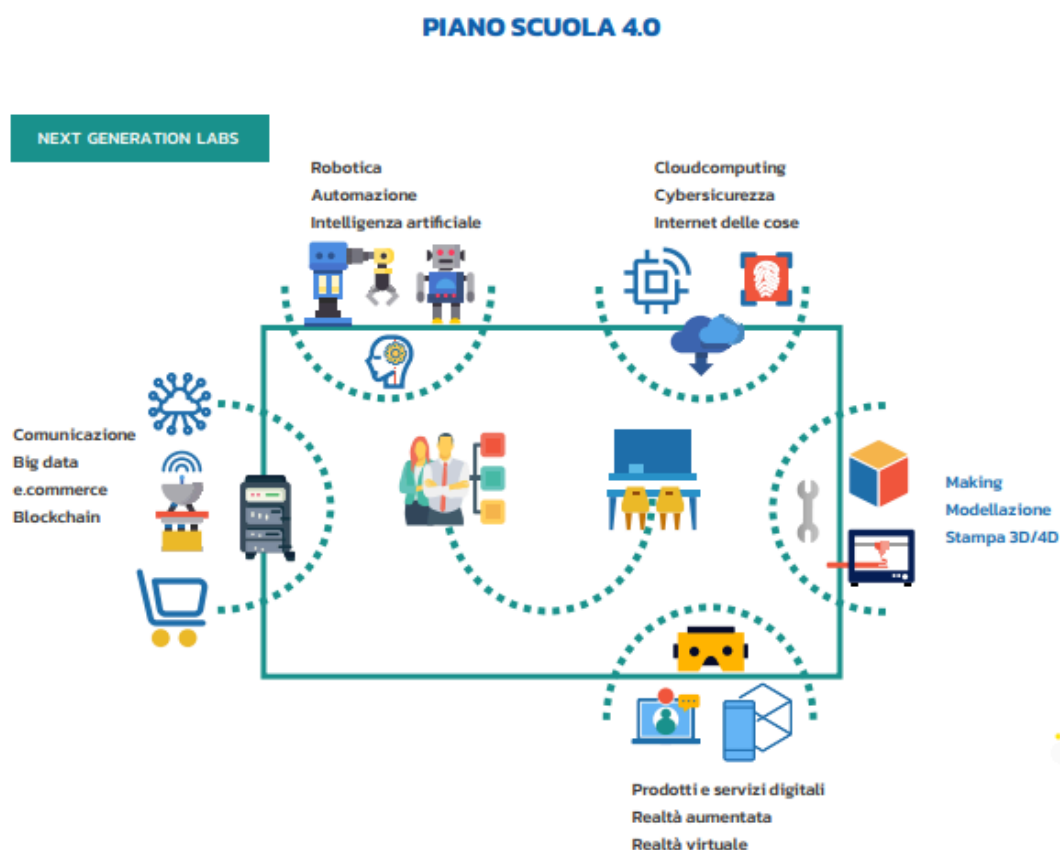 PIANO SCUOLA 4.0
NEXT GENERATION LABS
Robotica
Automazione
Intelligenza artificiale
Cloudcomputing
Cybersicurezza
Internet delle cose
Comunicazione
Big data
e.commerce
Blockchain
Making
Modellazione
Stampa 3D/4D
Prodotti e servizi digitali
Realtà aumentata
Realtà virtuale